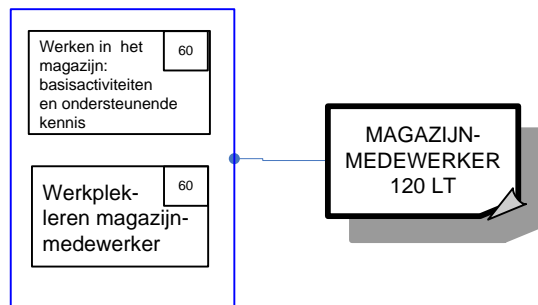 Werken in het
60
magazijn:
basisactiviteiten
en ondersteunende
kennis
Werkplek-
60
leren magazijn-
medewerker
MAGAZIJN-
MEDEWERKER
120 LT